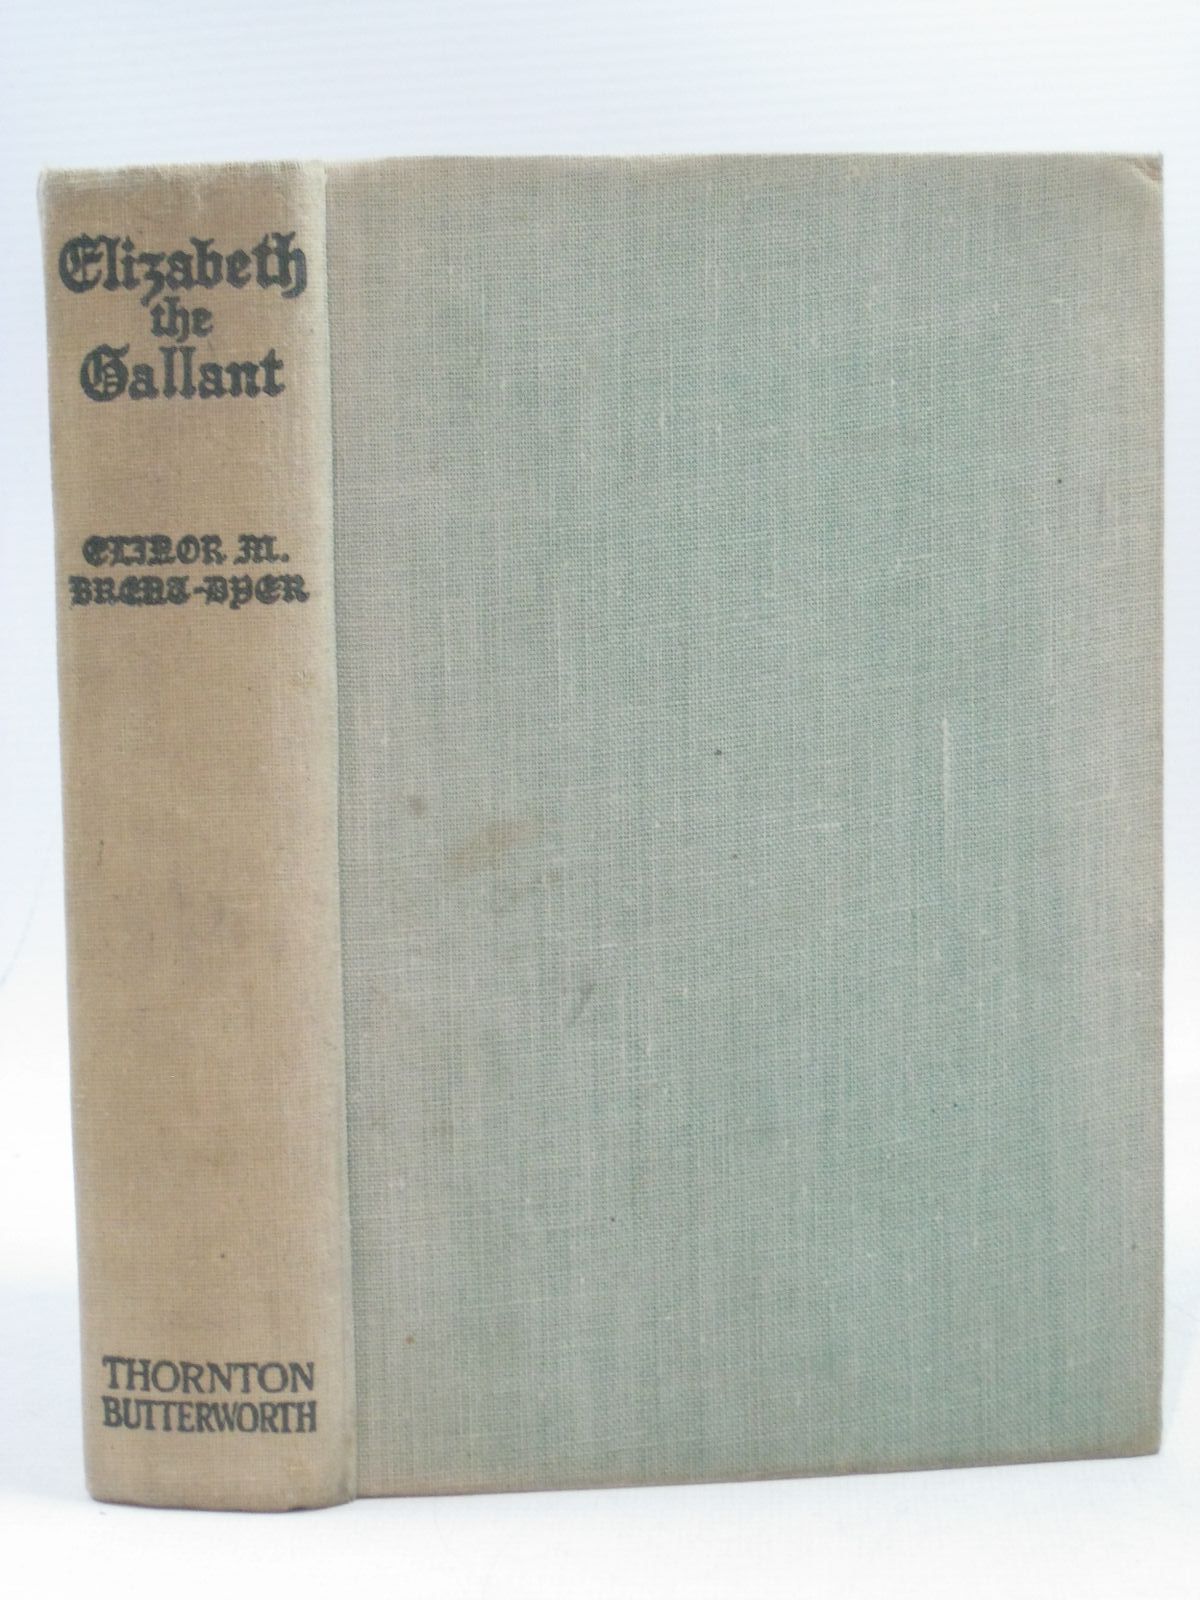 Elizabeth
the
Gallant
ELINOR M.
BRENT-DYER
THORNTON
BUTTERWORTH